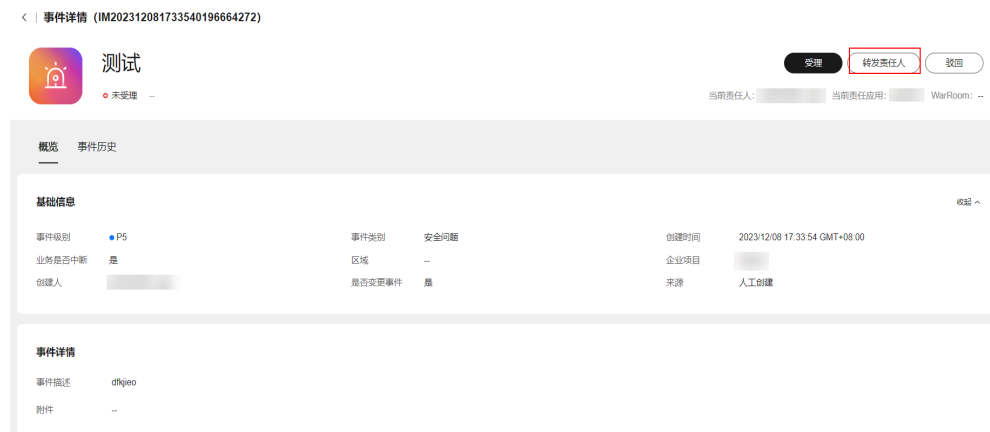 < | 事件详情（IM202312081733540196664272）
测试
受理 转发责任人 驳回
未受理 --
当前责任人: 当前责任应用: WarRoom: --
概览 事件历史
基础信息 收起
事件级别 P5 事件类别 安全问题 创建时间 2023/12/08 17:33:54 GMT+08:00
业务是否中断 是 区域 -- 企业项目
创建人 是否变更事件 是 来源 人工创建
事件详情
事件描述 dfkjieo
附件 --